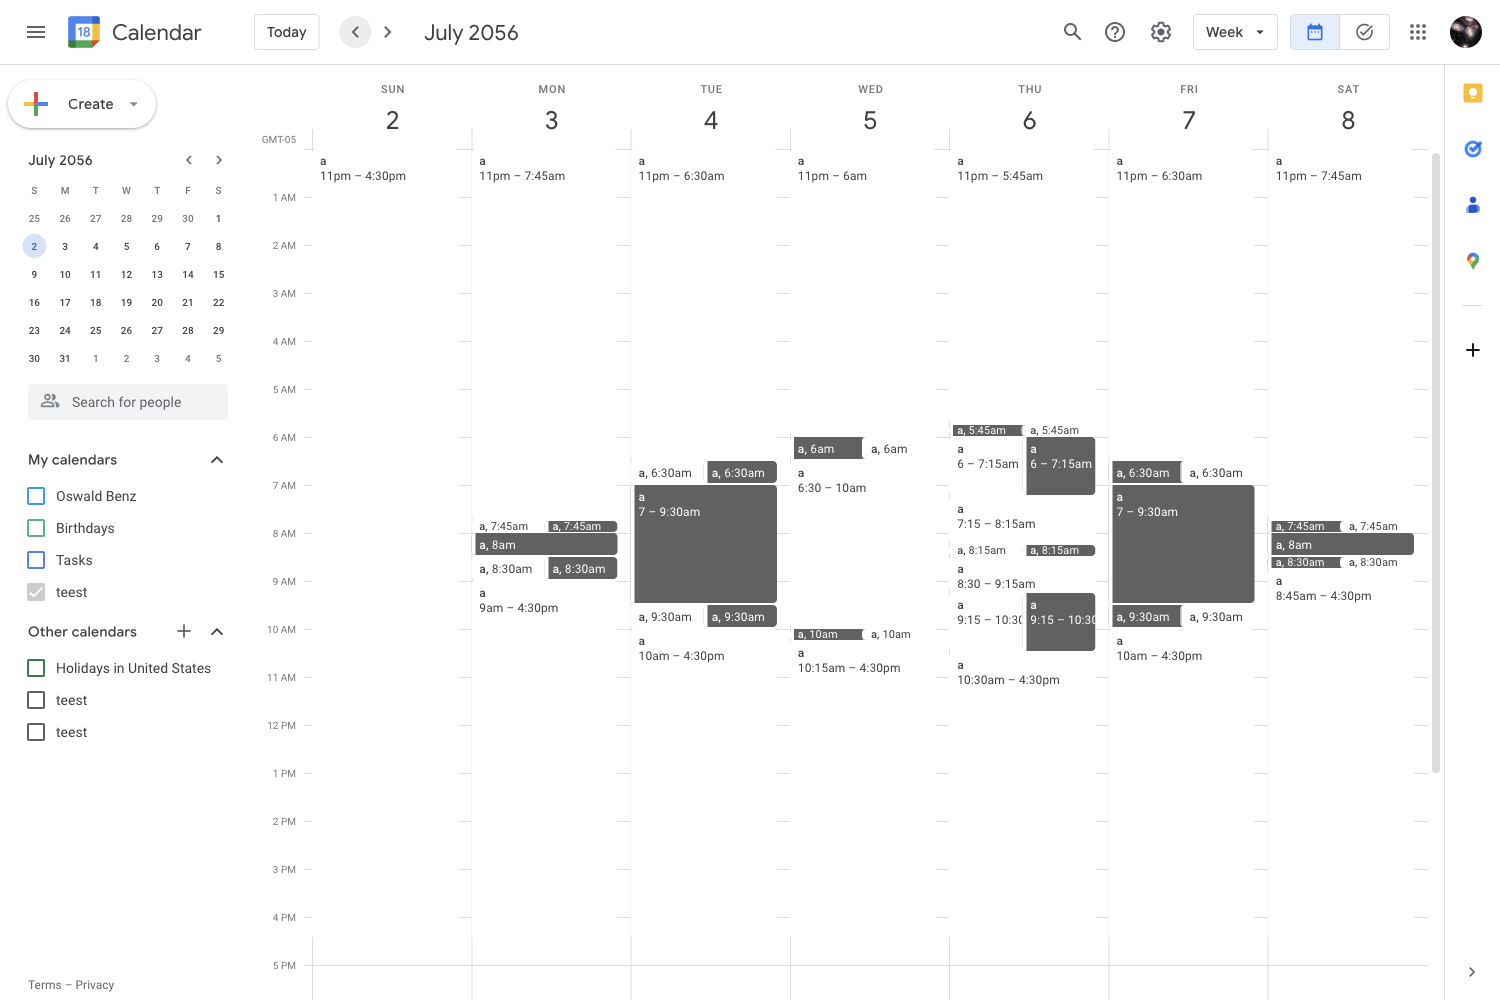 18 Calendar
Today
July 2056
Week
Create
July 2056
S M T W T F S
25 26 27 28 29 30 1
2 3 4 5 6 7 8
9 10 11 12 13 14 15
16 17 18 19 20 21 22
23 24 25 26 27 28 29
30 31 1 2 3 4 5
Search for people
My calendars
Oswald Benz
Birthdays
Tasks
teest
Other calendars
Holidays in United States
teest
teest
Terms – Privacy
GMT-05
1 AM
2 AM
3 AM
4 AM
5 AM
6 AM
7 AM
8 AM
9 AM
10 AM
11 AM
12 PM
1 PM
2 PM
3 PM
4 PM
5 PM
SUN
2
a
11pm – 4:30pm
MON
3
a
11pm – 7:45am
a, 7:45am
a, 7:45am
a, 8am
a, 8:30am
a, 8:30am
a
9am – 4:30pm
TUE
4
a
11pm – 6:30am
a, 6:30am
a, 6:30am
a
7 – 9:30am
a, 9:30am
a, 9:30am
a
10am – 4:30pm
WED
5
a
11pm – 6am
a, 6am
a, 6am
a
6:30 – 10am
a, 10am
a, 10am
a
10:15am – 4:30pm
THU
6
a
11pm – 5:45am
a, 5:45am
a, 5:45am
a
6 – 7:15am
a
6 – 7:15am
a
7:15 – 8:15am
a, 8:15am
a, 8:15am
a
8:30 – 9:15am
a
9:15 – 10:30
a
9:15 – 10:30
a
10:30am – 4:30pm
FRI
7
a
11pm – 6:30am
a, 6:30am
a, 6:30am
a
7 – 9:30am
a, 9:30am
a, 9:30am
a
10am – 4:30pm
SAT
8
a
11pm – 7:45am
a, 7:45am
a, 7:45am
a, 8am
a, 8:30am
a, 8:30am
a
8:45am – 4:30pm